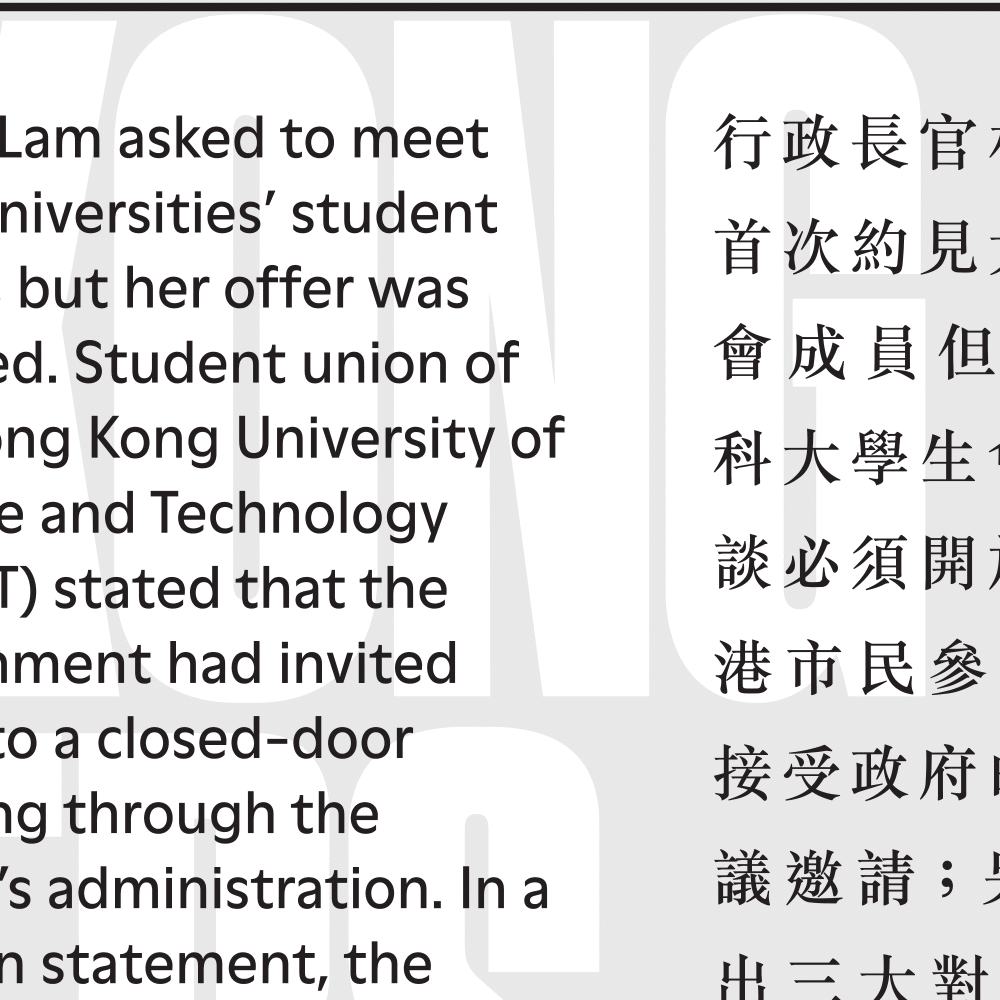 Lam asked to meet
niversities’ student
but her offer was
ed. Student union of
ong Kong University of
e and Technology
T) stated that the
nment had invited
to a closed-door
ng through the
’s administration. In a
n statement, the
行政長官
首次約見
會成員但
科大學生
談必須開
港市民參
接受政府
議邀請；
出三大對